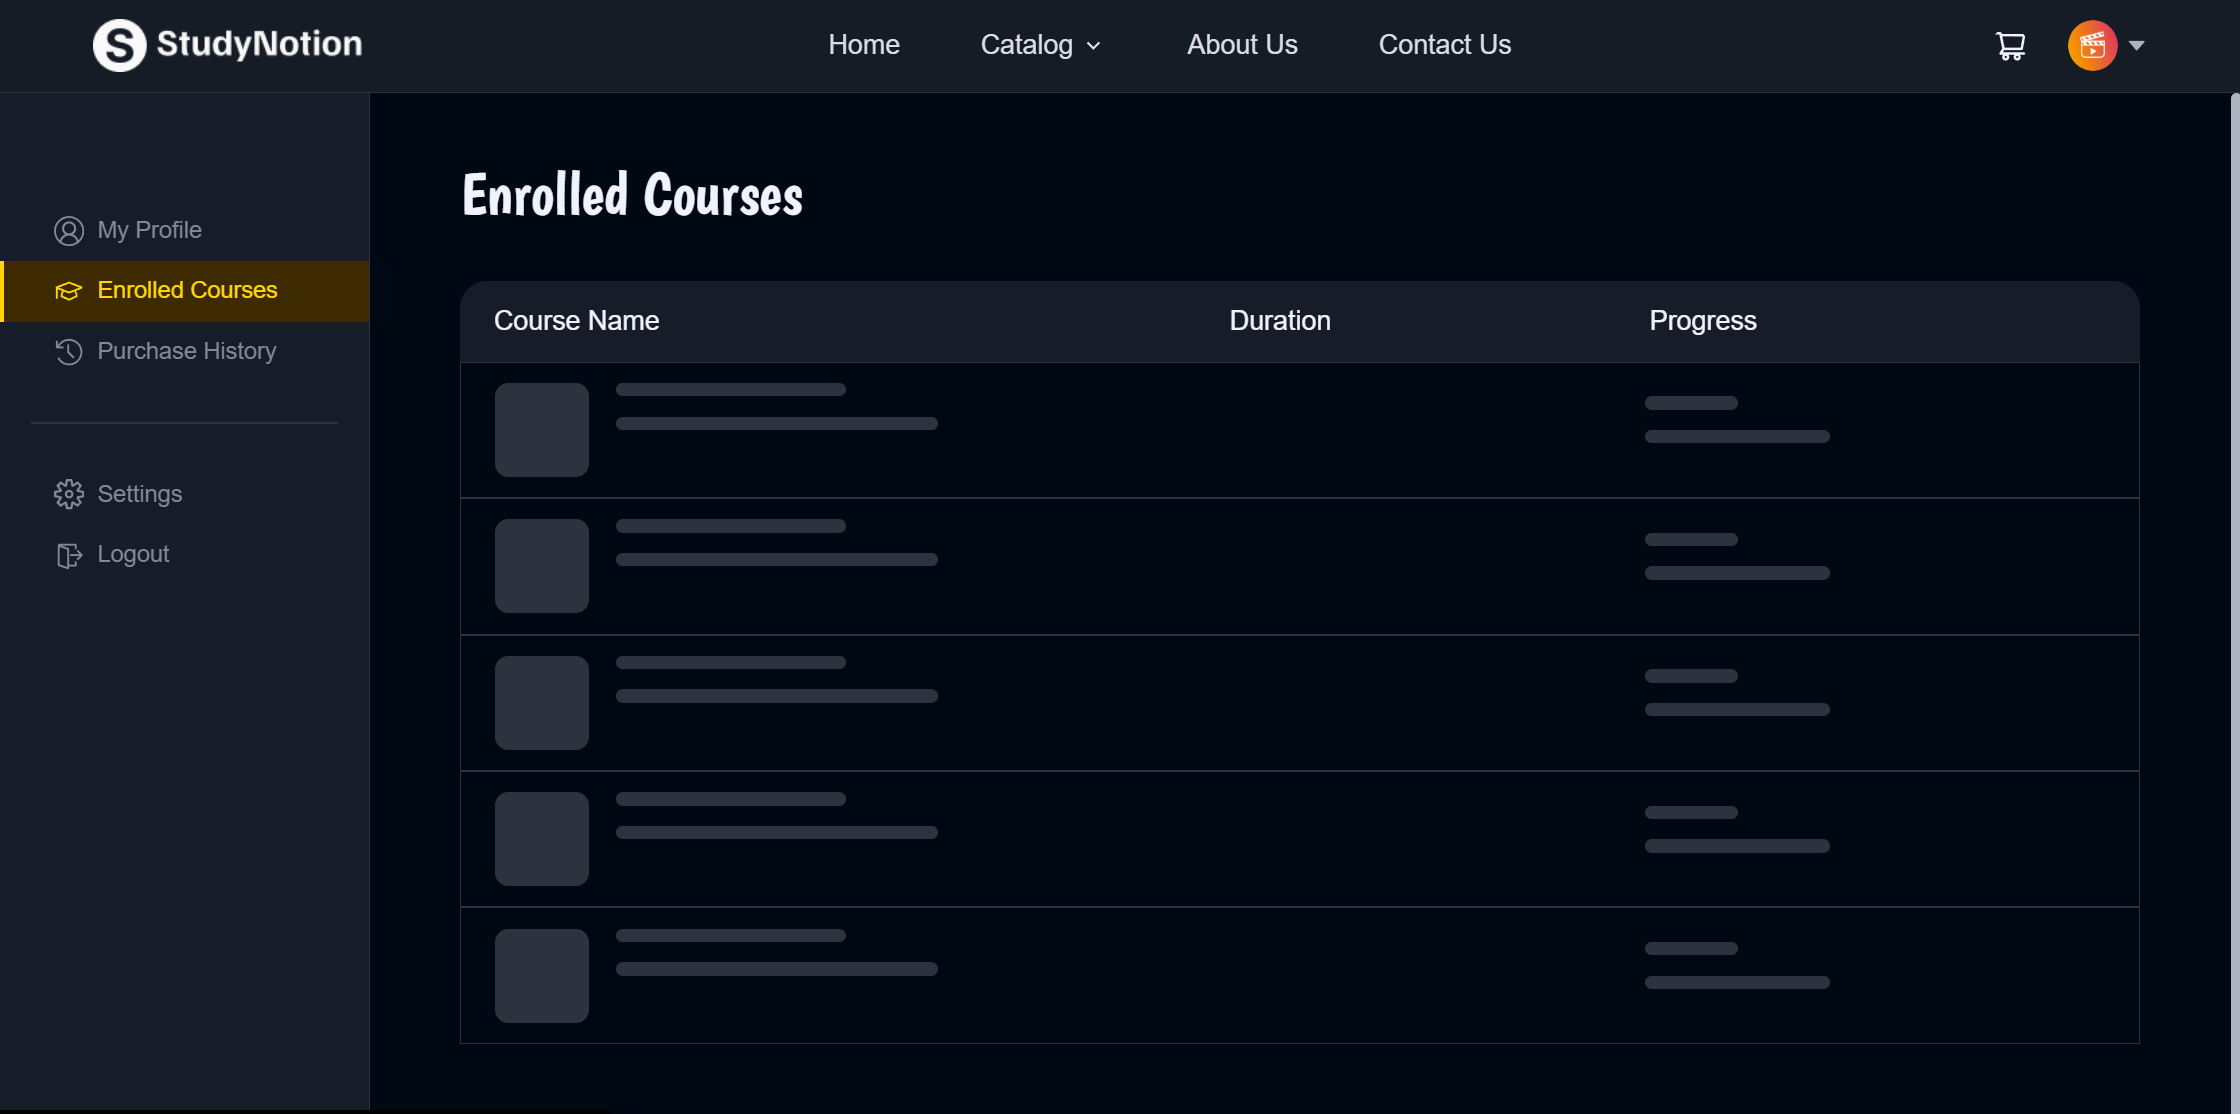 StudyNotion
Home Catalog About Us Contact Us
My Profile
Enrolled Courses
Purchase History
Settings
Logout
Enrolled Courses
Course Name Duration Progress